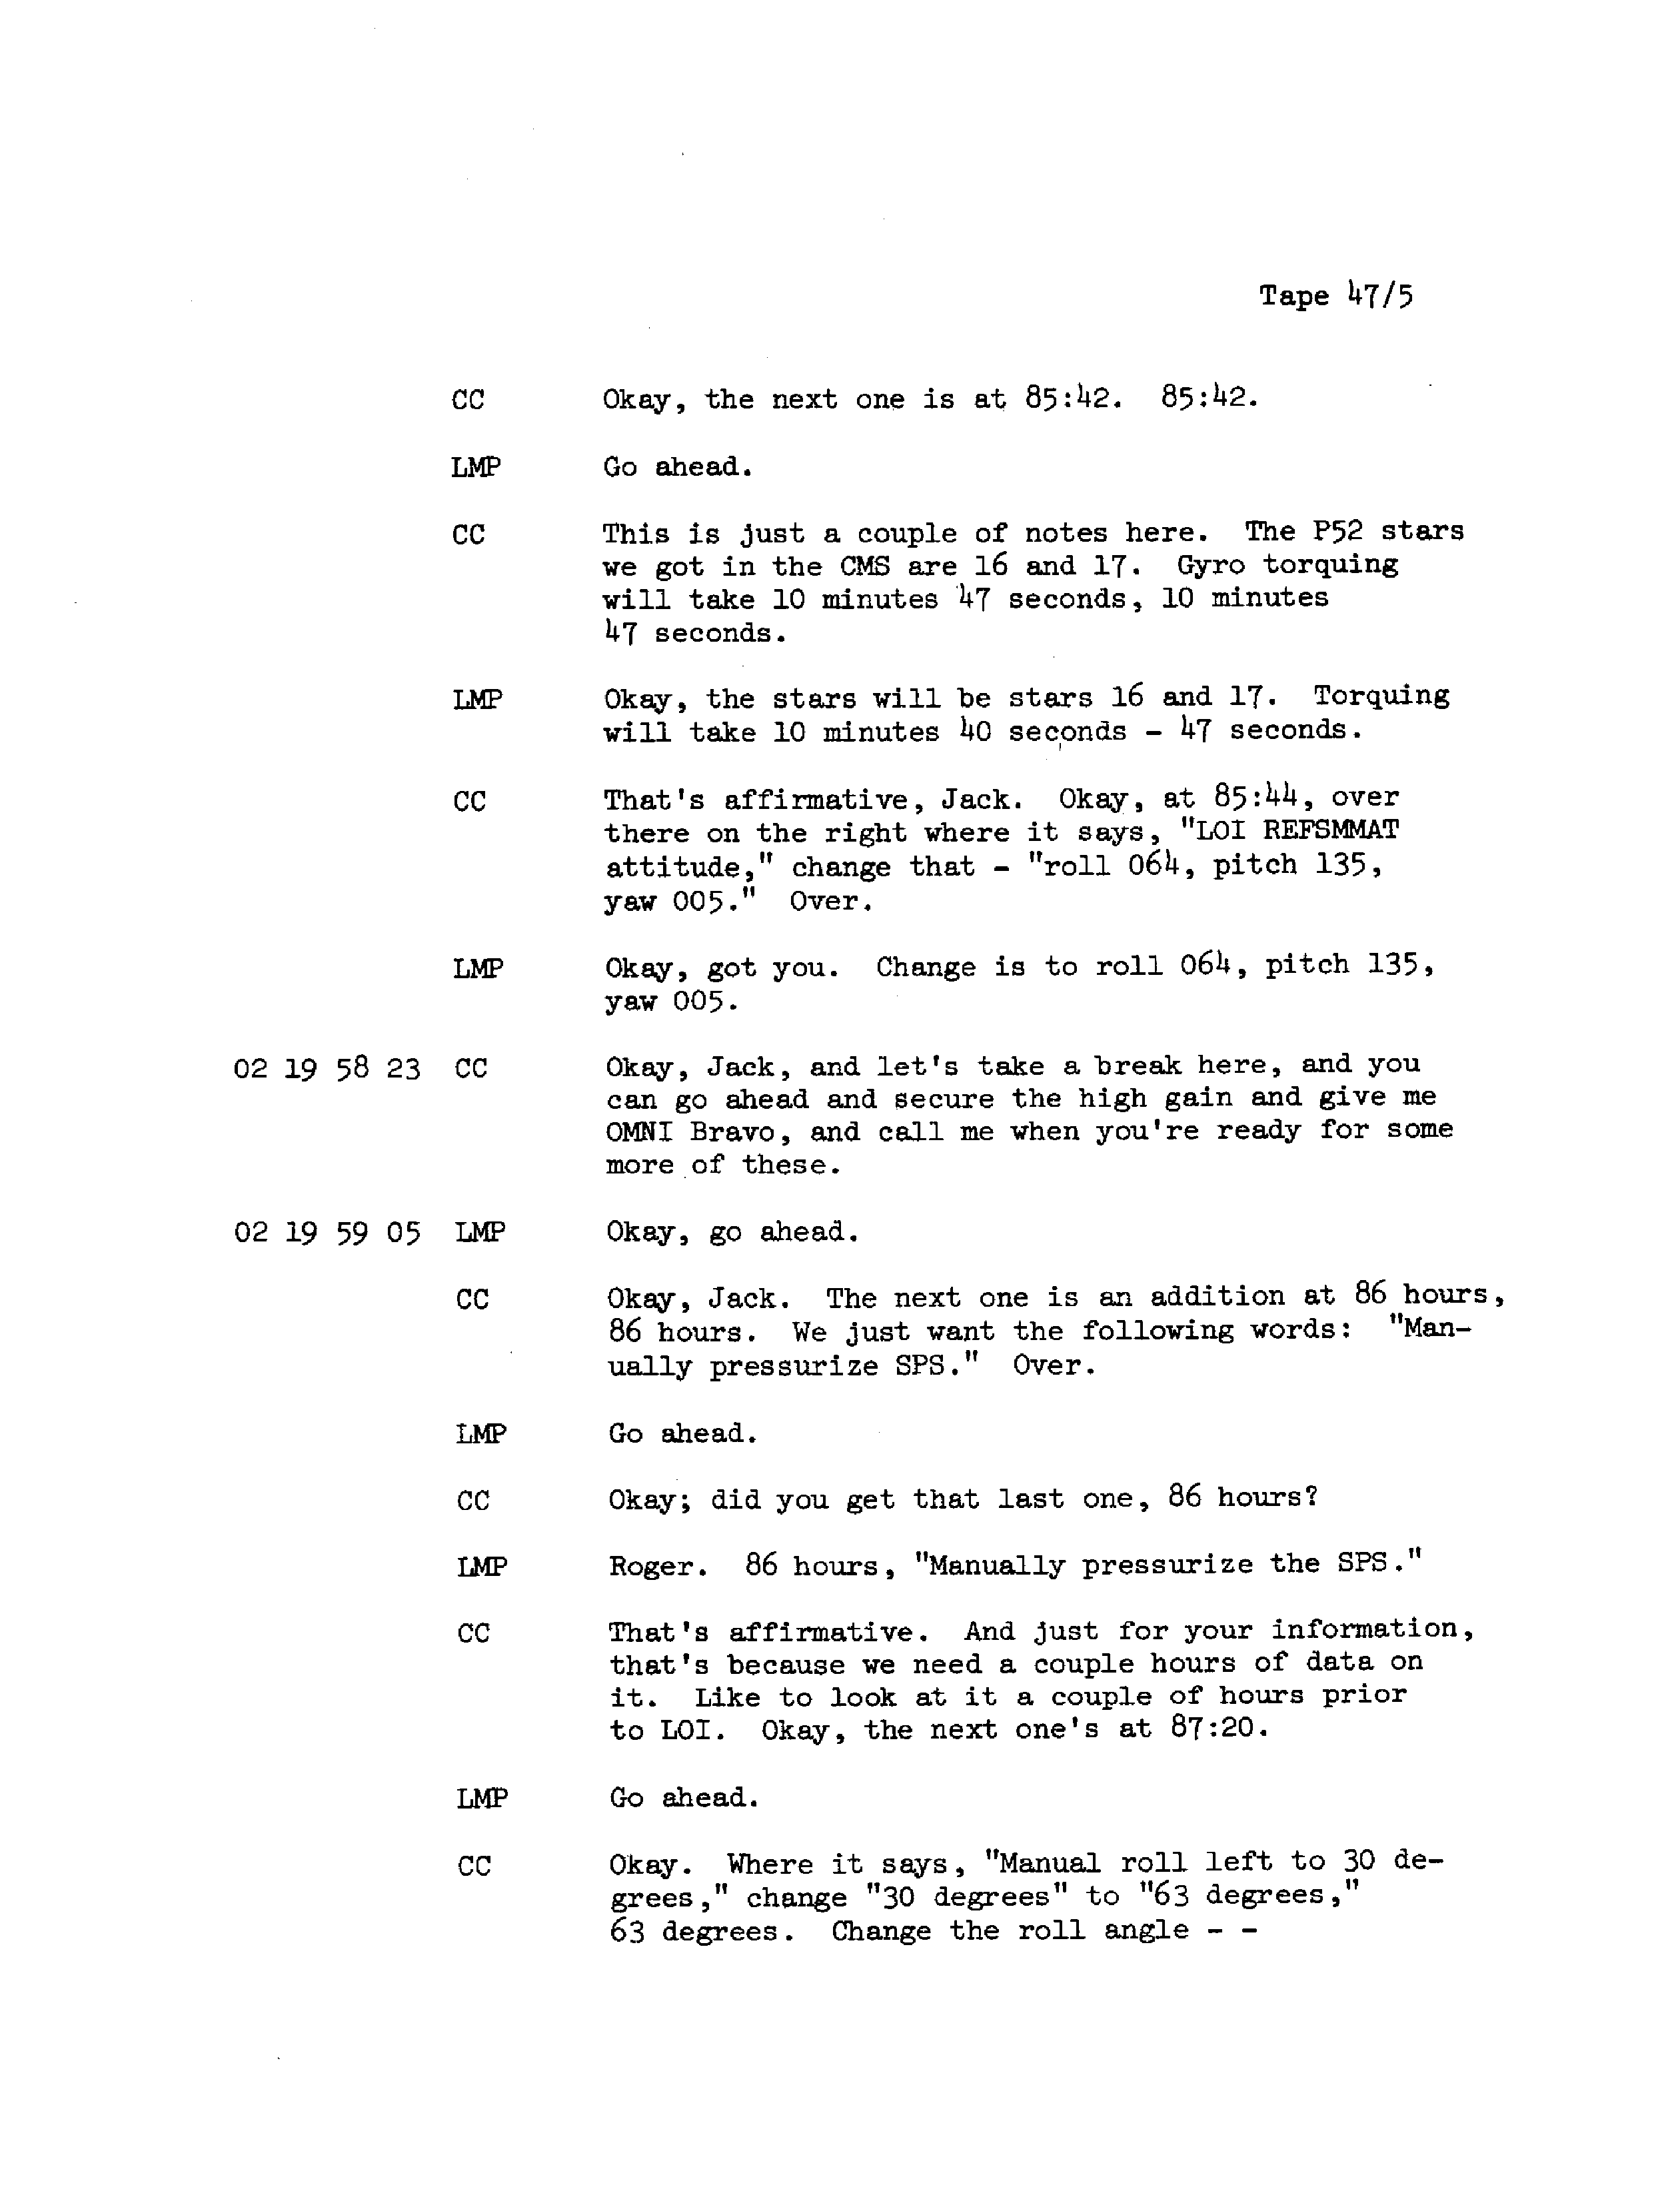 Tape 47/5
CC Okay, the next one is at 85:42. 85:42.
LMP Go ahead.
CC This is just a couple of notes here. The P52 stars
we got in the CMS are 16 and 17. Gyro torquing
will take 10 minutes 47 seconds, 10 minutes
47 seconds.
LMP Okay, the stars will be stars 16 and 17. Torquing
will take 10 minutes 40 seconds - 47 seconds.
CC That's affirmative, Jack. Okay, at 85:44, over
there on the right where it says, "LOI REFSMMAT
attitude," change that - "roll 064, pitch 135,
yaw 005." Over.
LMP Okay, got you. Change is to roll 064, pitch 135,
yaw 005.
02 19 58 23 CC Okay, Jack, and let's take a break here, and you
can go ahead and secure the high gain and give me
OMNI Bravo, and call me when you're ready for some
more of these.
02 19 59 05 LMP Okay, go ahead.
CC Okay, Jack. The next one is an addition at 86 hours,
86 hours. We just want the following words: "Man-
ually pressurize SPS." Over.
LMP Go ahead.
CC Okay; did you get that last one, 86 hours?
LMP Roger. 86 hours, "Manually pressurize the SPS."
CC That's affirmative. And just for your information,
that's because we need a couple hours of data on
it. Like to look at it a couple of hours prior
to LOI. Okay, the next one's at 87:20.
LMP Go ahead.
CC Okay. Where it says, "Manual roll left to 30 de-
grees," change "30 degrees" to "63 degrees,"
63 degrees. Change the roll angle - -